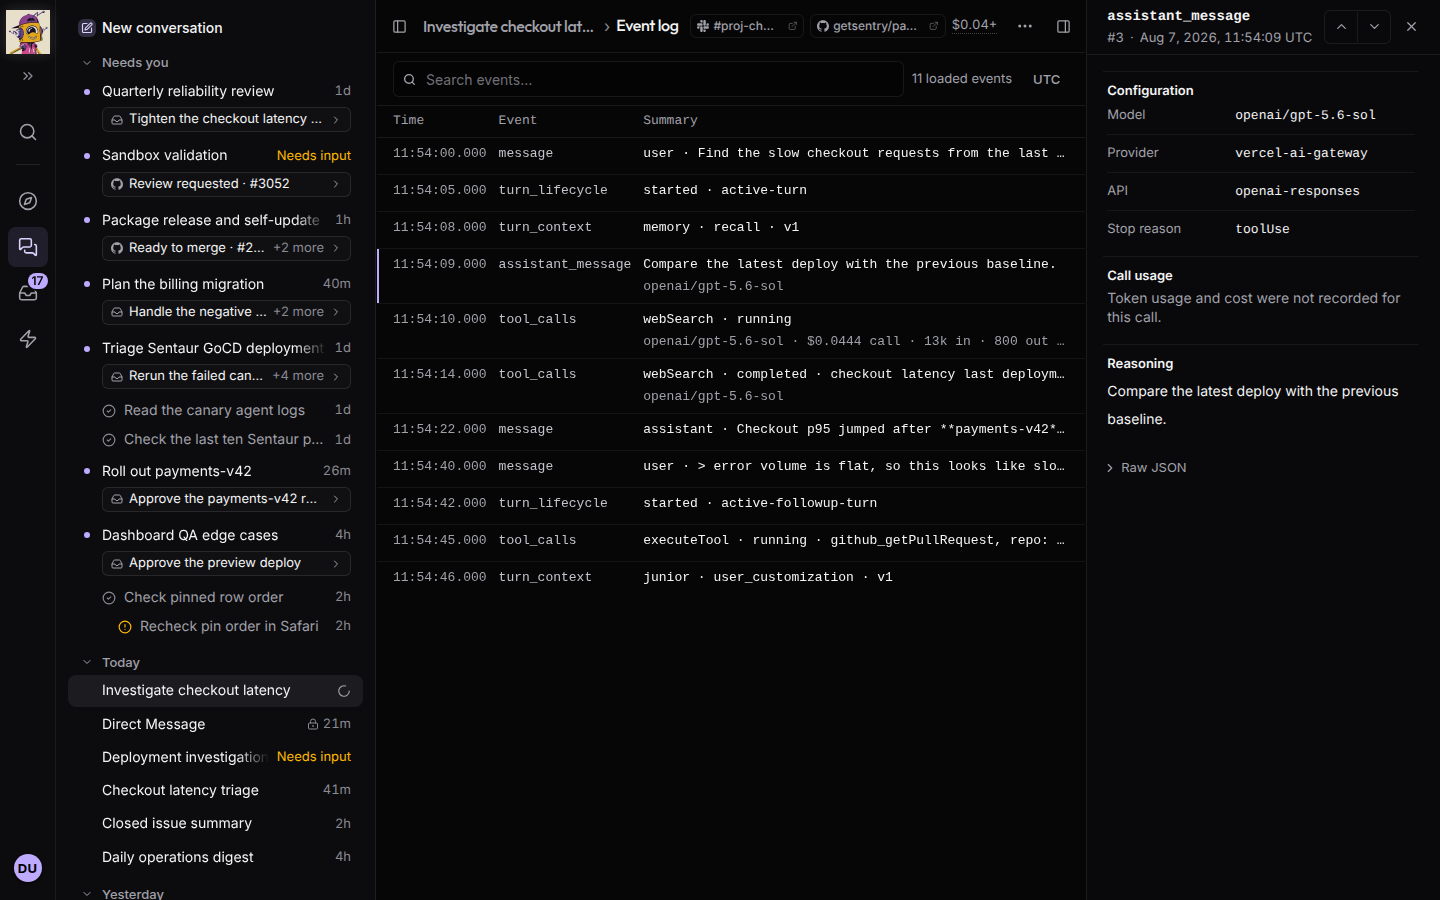 New conversation
Needs you
Quarterly reliability review 1d
Tighten the checkout latency ...
Sandbox validation Needs input
Review requested · #3052
Package release and self-update 1h
Ready to merge · #2... +2 more
Plan the billing migration 40m
Handle the negative ... +2 more
Triage Sentaur GoCD deployment 1d
Rerun the failed can... +4 more
Read the canary agent logs 1d
Check the last ten Sentaur p... 1d
Roll out payments-v42 26m
Approve the payments-v42 r...
Dashboard QA edge cases 4h
Approve the preview deploy
Check pinned row order 2h
Recheck pin order in Safari 2h
Today
Investigate checkout latency
Direct Message 21m
Deployment investigation Needs input
Checkout latency triage 41m
Closed issue summary 2h
Daily operations digest 4h
Yesterday
17
DU
Investigate checkout lat... › Event log #proj-ch... getsentry/pa... $0.04+
Search events... 11 loaded events UTC
Time Event Summary
11:54:00.000 message user · Find the slow checkout requests from the last …
11:54:05.000 turn_lifecycle started · active-turn
11:54:08.000 turn_context memory · recall · v1
11:54:09.000 assistant_message Compare the latest deploy with the previous baseline.
openai/gpt-5.6-sol
11:54:10.000 tool_calls webSearch · running
openai/gpt-5.6-sol · $0.0444 call · 13k in · 800 out …
11:54:14.000 tool_calls webSearch · completed · checkout latency last deploym…
openai/gpt-5.6-sol
11:54:22.000 message assistant · Checkout p95 jumped after **payments-v42*…
11:54:40.000 message user · > error volume is flat, so this looks like slo…
11:54:42.000 turn_lifecycle started · active-followup-turn
11:54:45.000 tool_calls executeTool · running · github_getPullRequest, repo: …
11:54:46.000 turn_context junior · user_customization · v1
assistant_message
#3 · Aug 7, 2026, 11:54:09 UTC
Configuration
Model openai/gpt-5.6-sol
Provider vercel-ai-gateway
API openai-responses
Stop reason toolUse
Call usage
Token usage and cost were not recorded for
this call.
Reasoning
Compare the latest deploy with the previous
baseline.
Raw JSON